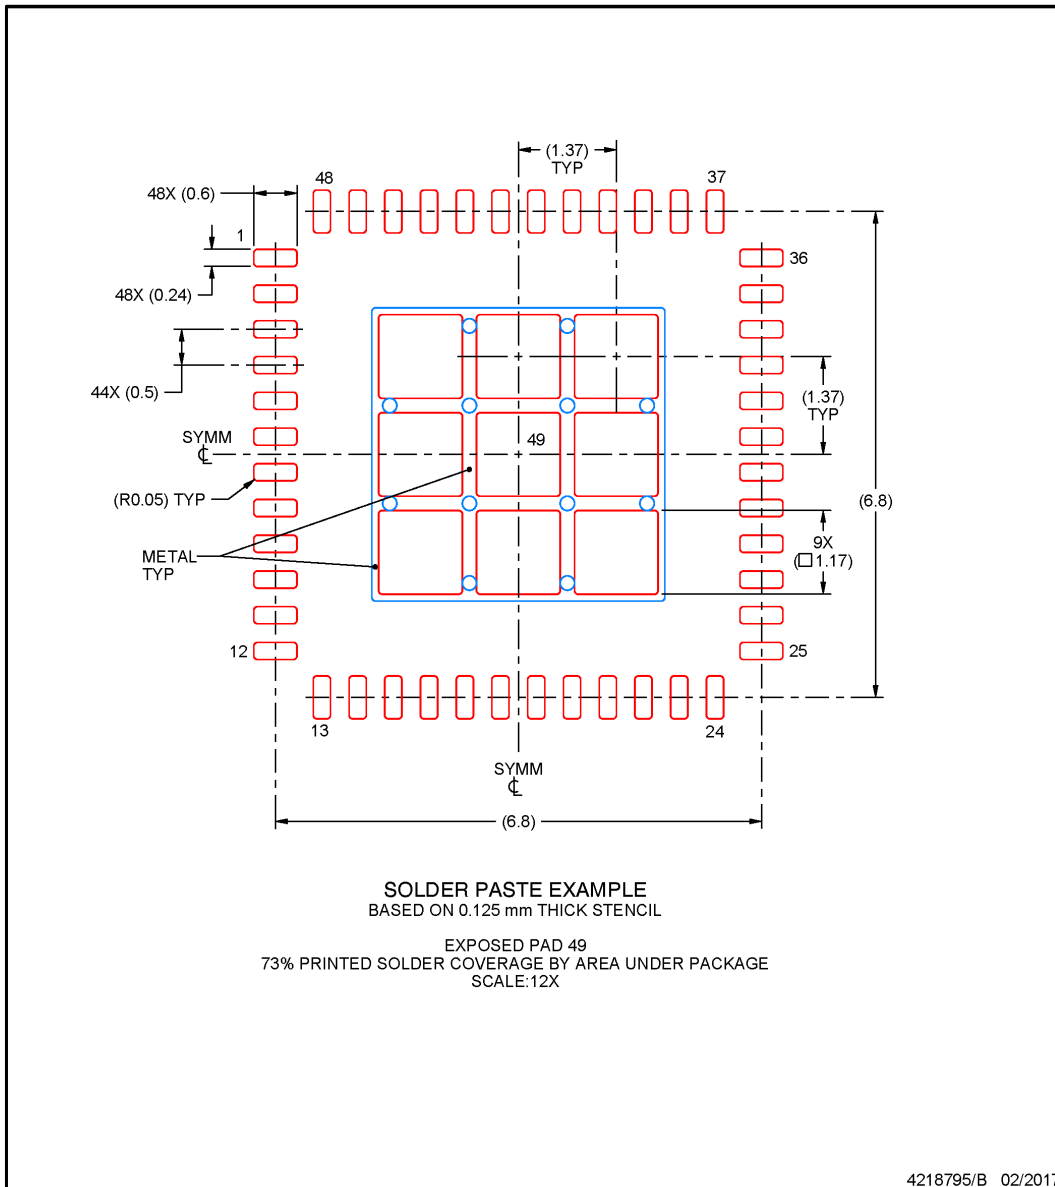 (1.37)
TYP
48
37
48X (0.6)
1
36
48X (0.24)
44X (0.5)
(1.37)
TYP
SYMM
℄
49
(R0.05) TYP
(6.8)
METAL
TYP
9X
(□1.17)
12
25
13
24
SYMM
℄
(6.8)
SOLDER PASTE EXAMPLE
BASED ON 0.125 mm THICK STENCIL
EXPOSED PAD 49
73% PRINTED SOLDER COVERAGE BY AREA UNDER PACKAGE
SCALE:12X
4218795/B 02/2017